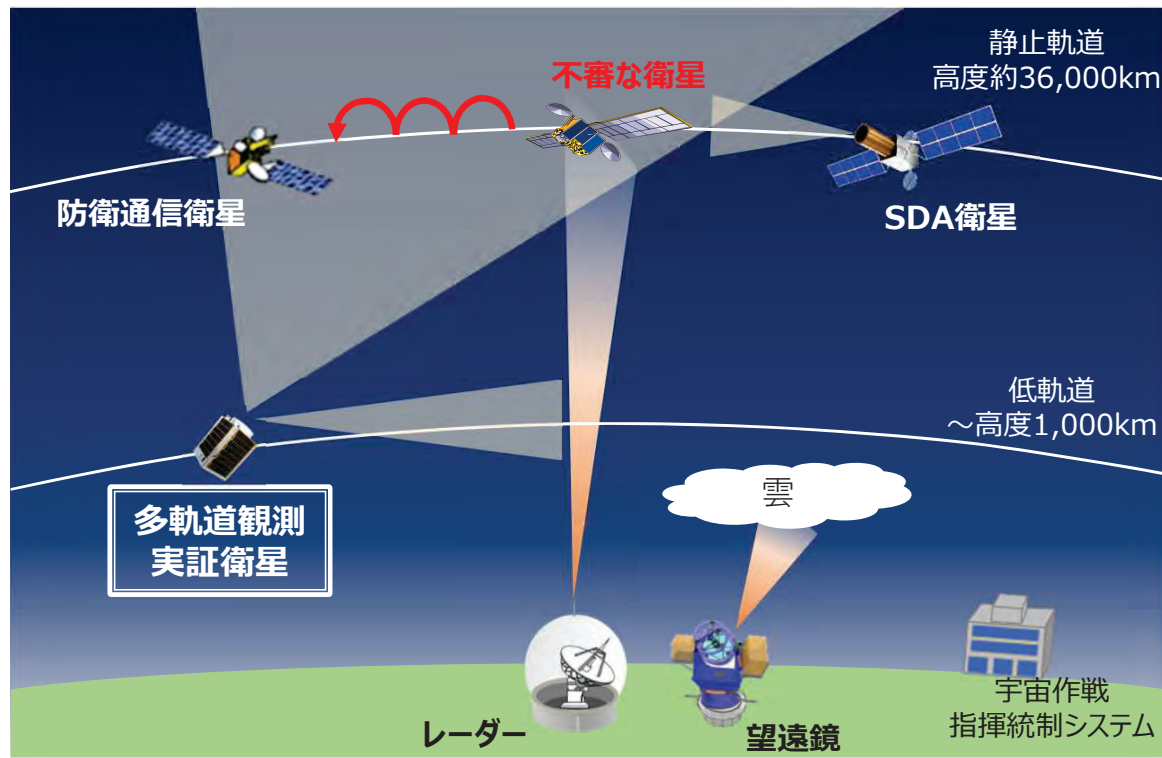 静止軌道
高度約36,000km
不審な衛星
防衛通信衛星
SDA衛星
低軌道
～高度1,000km
雲
多軌道観測
実証衛星
宇宙作戦
指揮統制システム
レーダー
望遠鏡